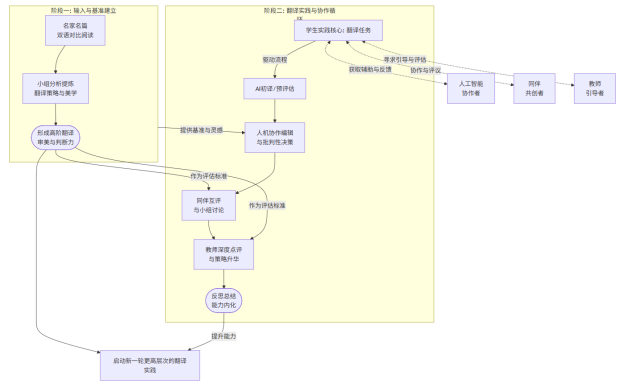 阶段一: 输入与基准建立
名家名篇
双语对比阅读
小组分析提炼
翻译策略与美学
形成高阶翻译
审美与判断力
阶段二: 翻译实践与协作循
环
学生实践核心: 翻译任务
驱动流程
寻求引导与评估
协作与评议
获取辅助与反馈
AI初译/预评估
人工智能
协作者
同伴
共创者
教师
引导者
提供基准与灵感
人机协作编辑
与批判性决策
作为评估标准
同伴互评
与小组讨论
作为评估标准
教师深度点评
与策略升华
反思总结
能力内化
提升能力
启动新一轮更高层次的翻译
实践